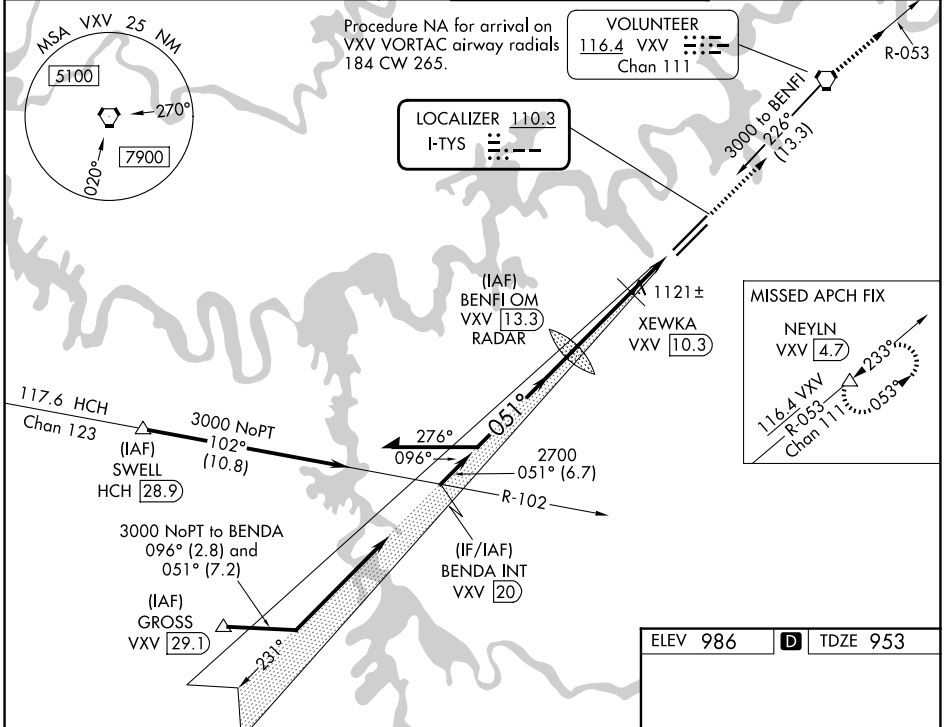 MSA VXV 25 NM
5100
270°
7900
020°
Procedure NA for arrival on
VXV VORTAC airway radials
184 CW 265.
VOLUNTEER
116.4 VXV
Chan 111
R-053
LOCALIZER 110.3
I-TYS
3000 to BENFI
226°
(13.3)
(IAF)
BENFI OM
VXV 13.3
RADAR
1121±
XEWKA
VXV 10.3
MISSED APCH FIX
NEYLN
VXV 4.7
233°
053°
116.4 VXV
R-053
Chan 111
117.6 HCH
Chan 123
3000 NoPT
102°
(10.8)
(IAF)
SWELL
HCH 28.9
276°
096°
051°
2700
051° (6.7)
R-102
3000 NoPT to BENDA
096° (2.8) and
051° (7.2)
(IF/IAF)
BENDA INT
VXV 20
(IAF)
GROSS
VXV 29.1
231°
ELEV 986 D TDZE 953